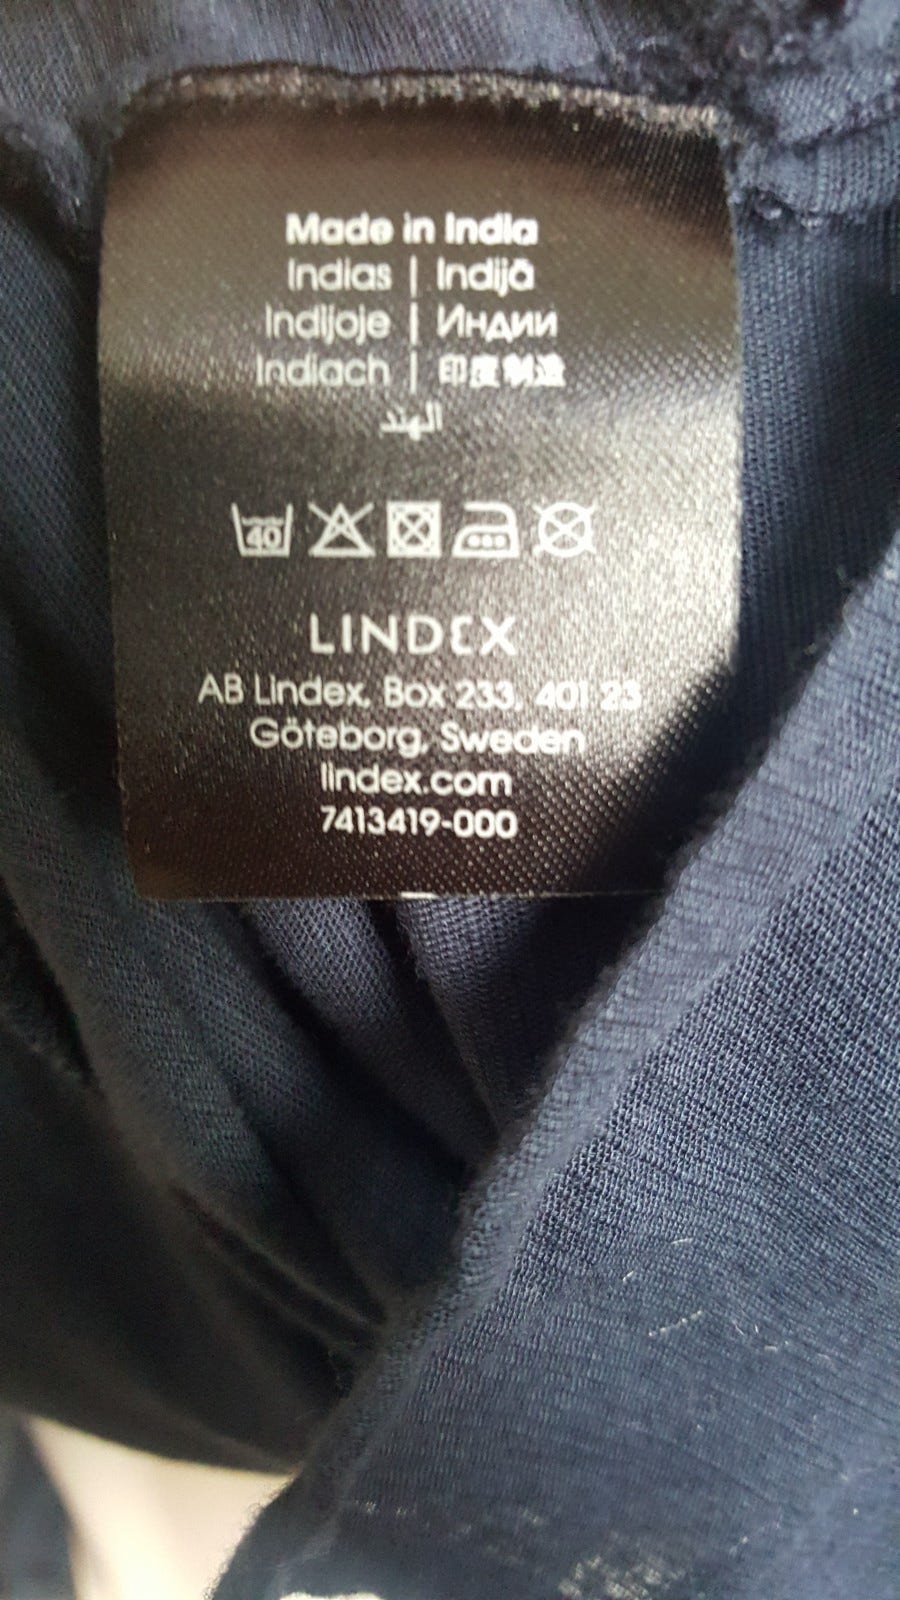 Made in India
Indias | Indijā
Indijoje | Индии
Indiach | 印度制造
الهند
40
LINDEX
AB Lindex, Box 233, 401 23
Göteborg, Sweden
lindex.com
7413419-000